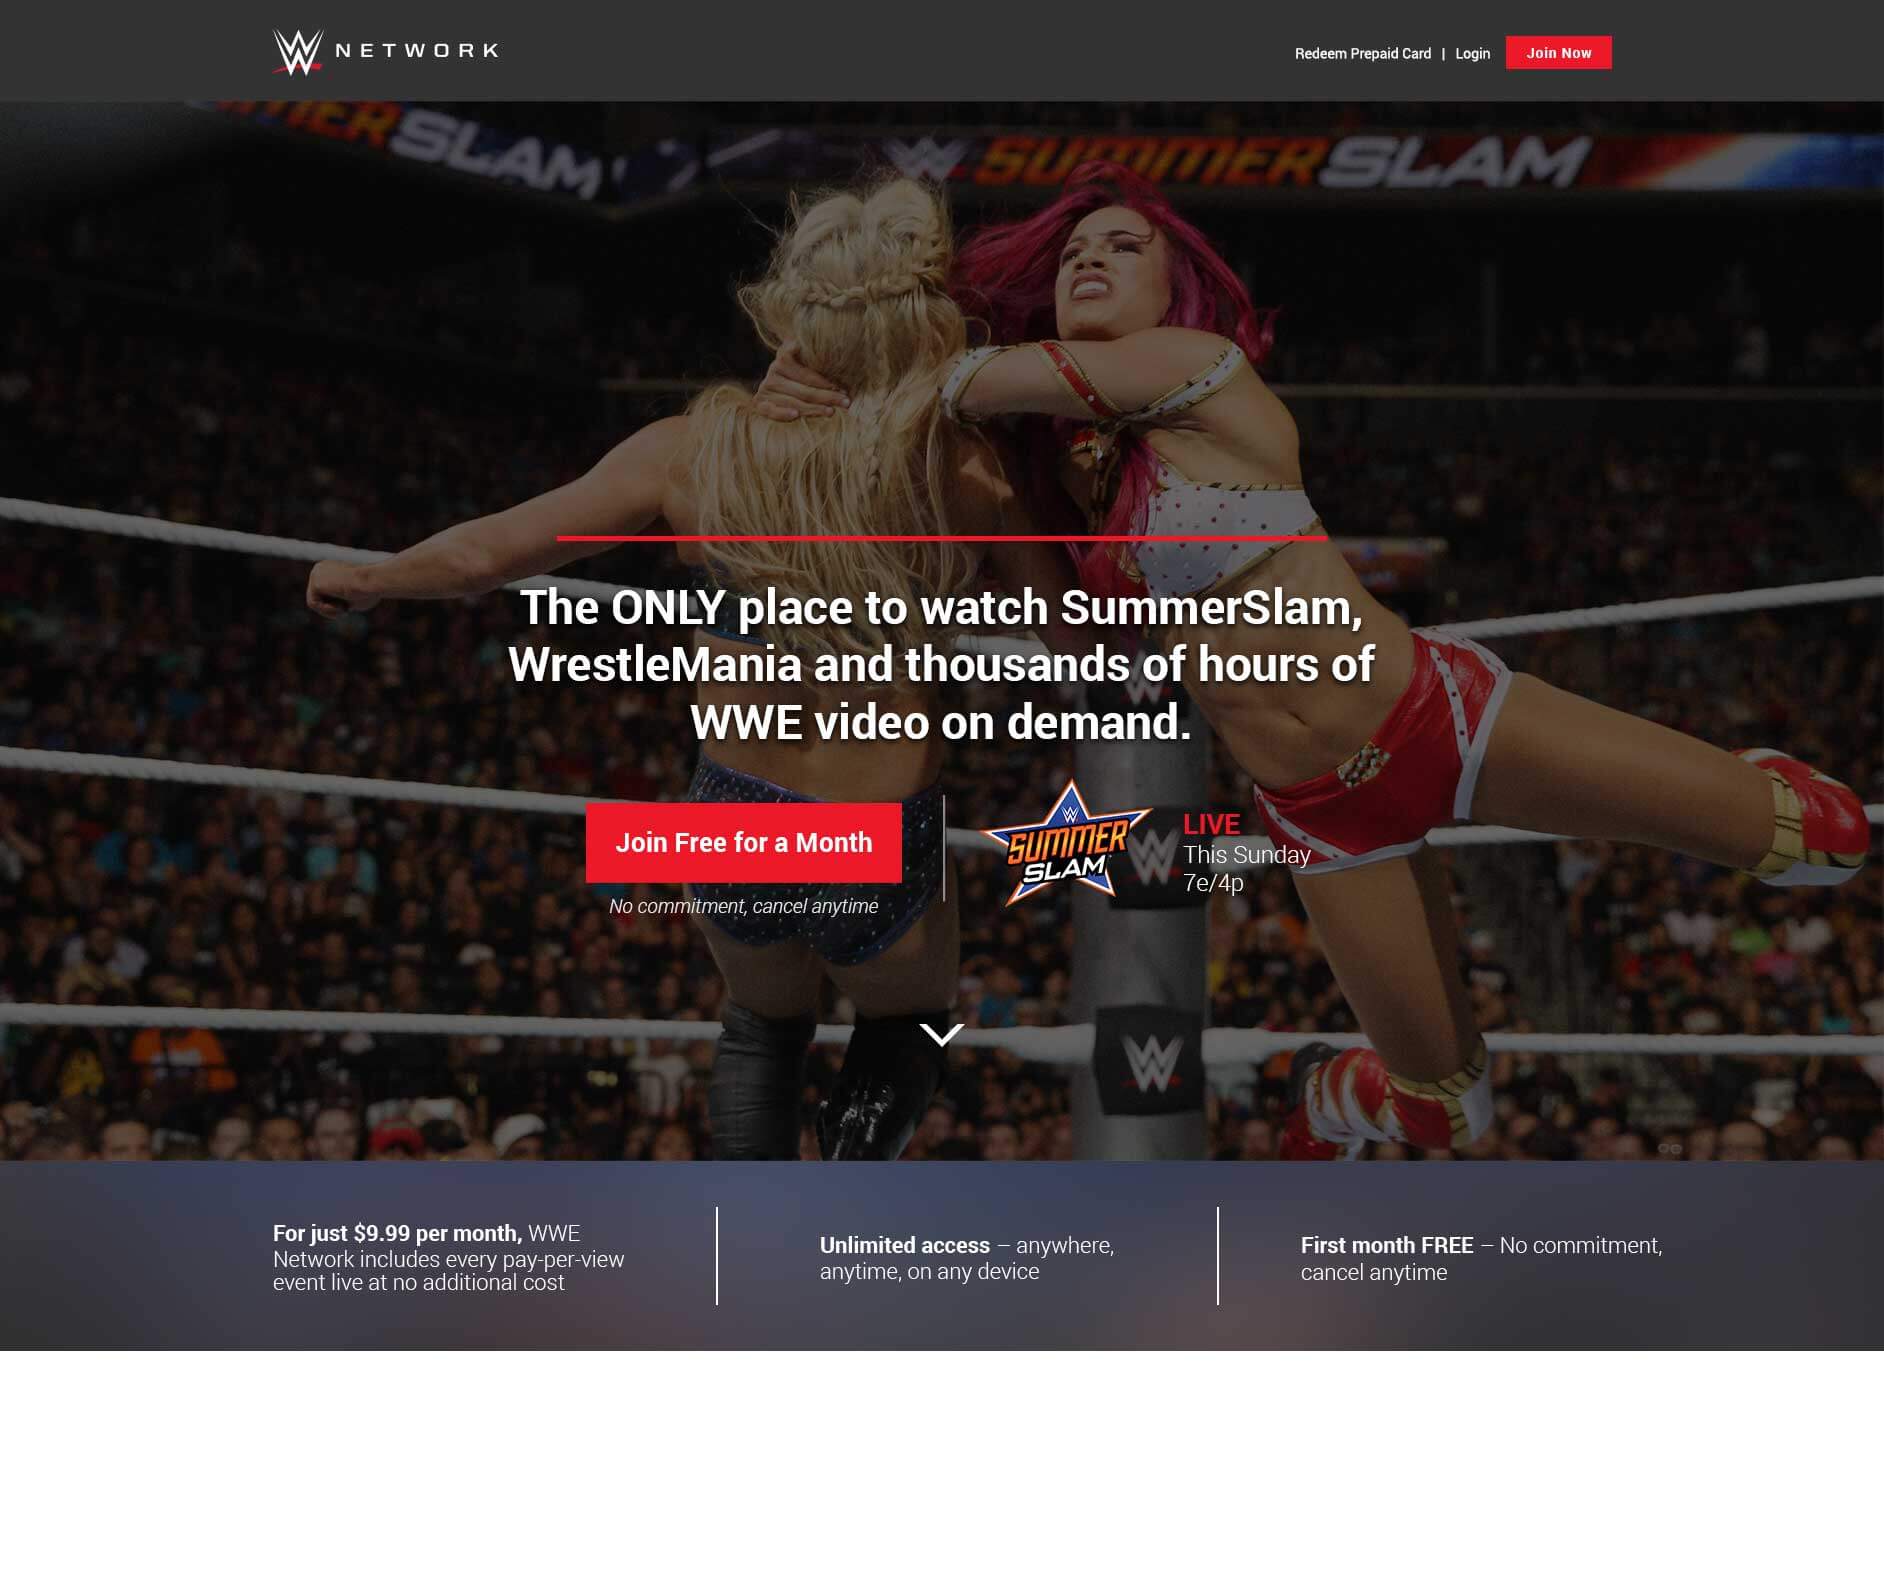 W NETWORK
Redeem Prepaid Card | Login Join Now
MERSLAM
W SUMMERSLAM
The ONLY place to watch SummerSlam,
WrestleMania and thousands of hours of
WWE video on demand.
Join Free for a Month
No commitment, cancel anytime
W
SUMMER
SLAM
LIVE
This Sunday
7e/4p
W
W
For just $9.99 per month, WWE
Network includes every pay-per-view
event live at no additional cost
Unlimited access – anywhere,
anytime, on any device
First month FREE – No commitment,
cancel anytime